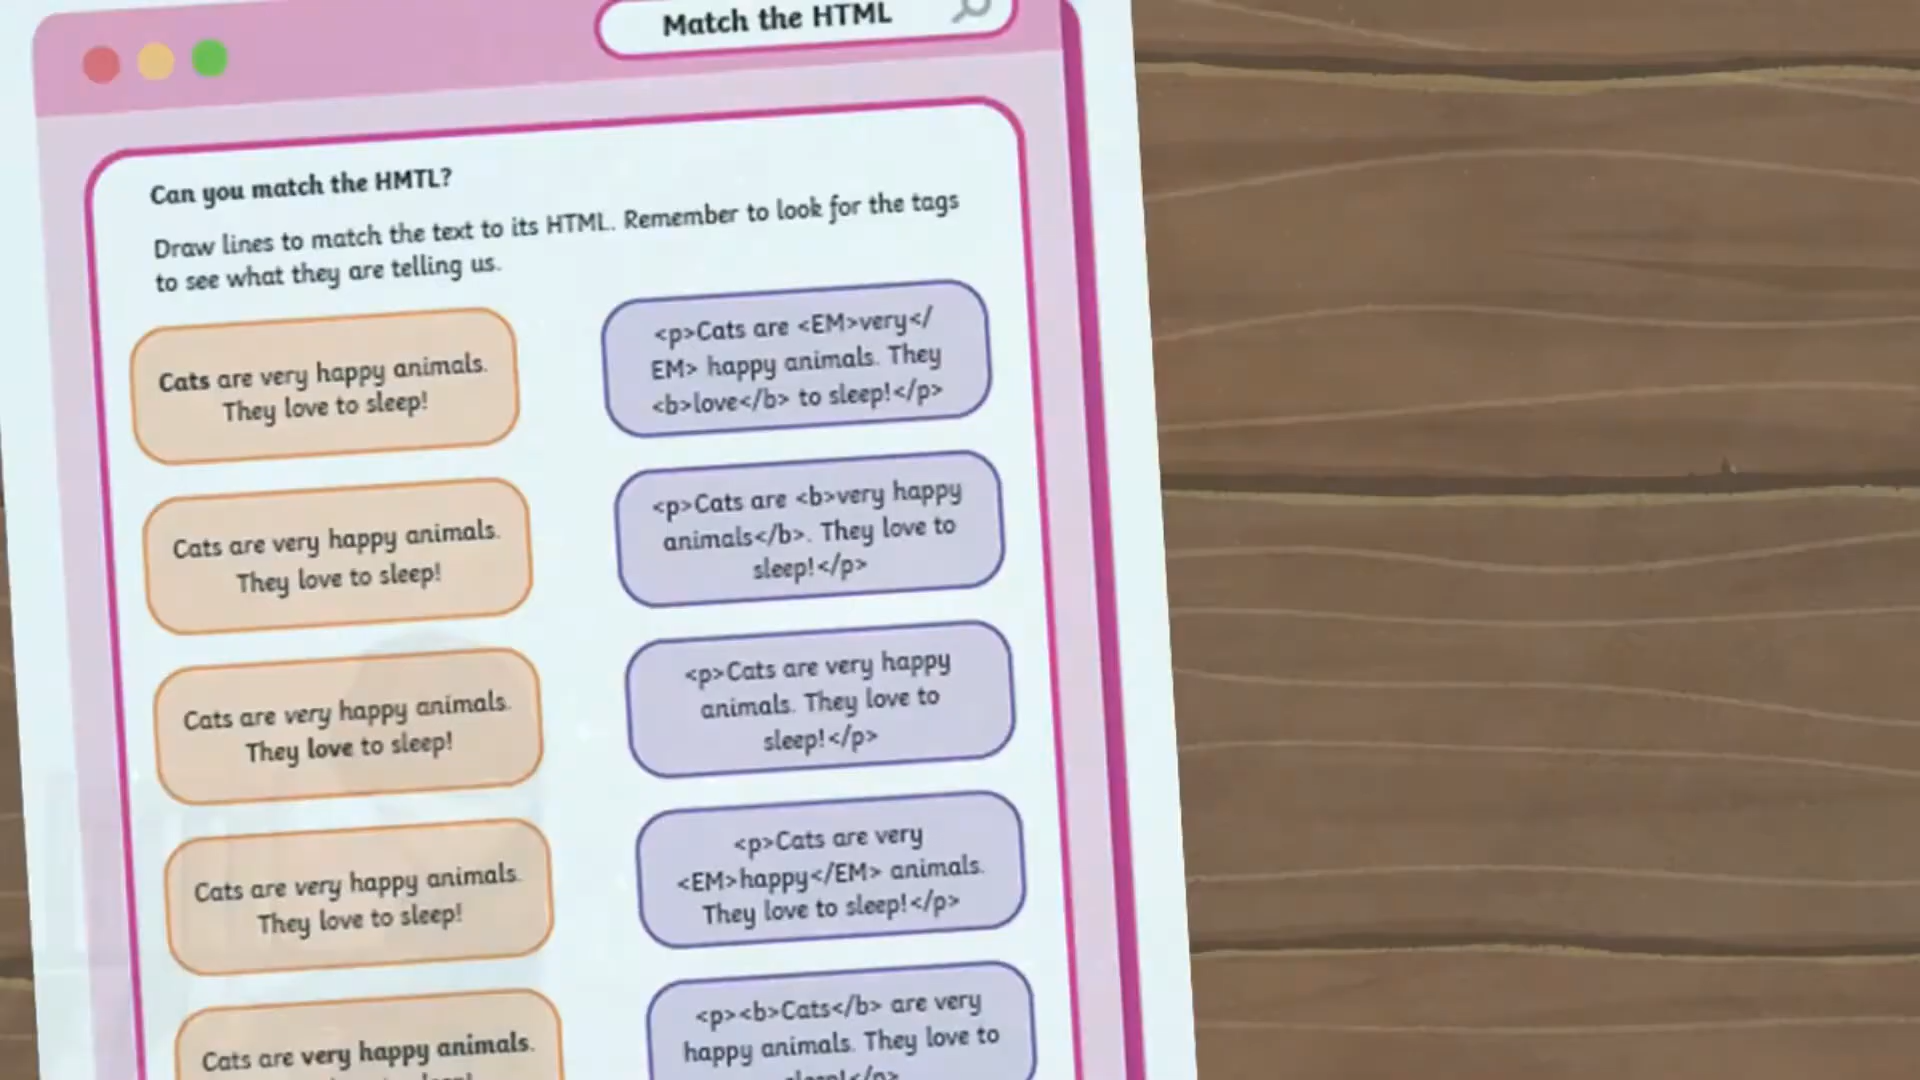 Match the HTML
Can you match the HMTL?
Draw lines to match the text to its HTML. Remember to look for the tags
to see what they are telling us.
Cats are very happy animals.
They love to sleep!
<p>Cats are <EM>very</
EM> happy animals. They
<b>love</b> to sleep!</p>
Cats are very happy animals.
They love to sleep!
<p>Cats are <b>very happy
animals</b>. They love to
sleep!</p>
Cats are very happy animals.
They love to sleep!
<p>Cats are very happy
animals. They love to
sleep!</p>
Cats are very happy animals.
They love to sleep!
<p>Cats are very
<EM>happy</EM> animals.
They love to sleep!</p>
Cats are very happy animals.
<p><b>Cats</b> are very
happy animals. They love to
sleep!</p>